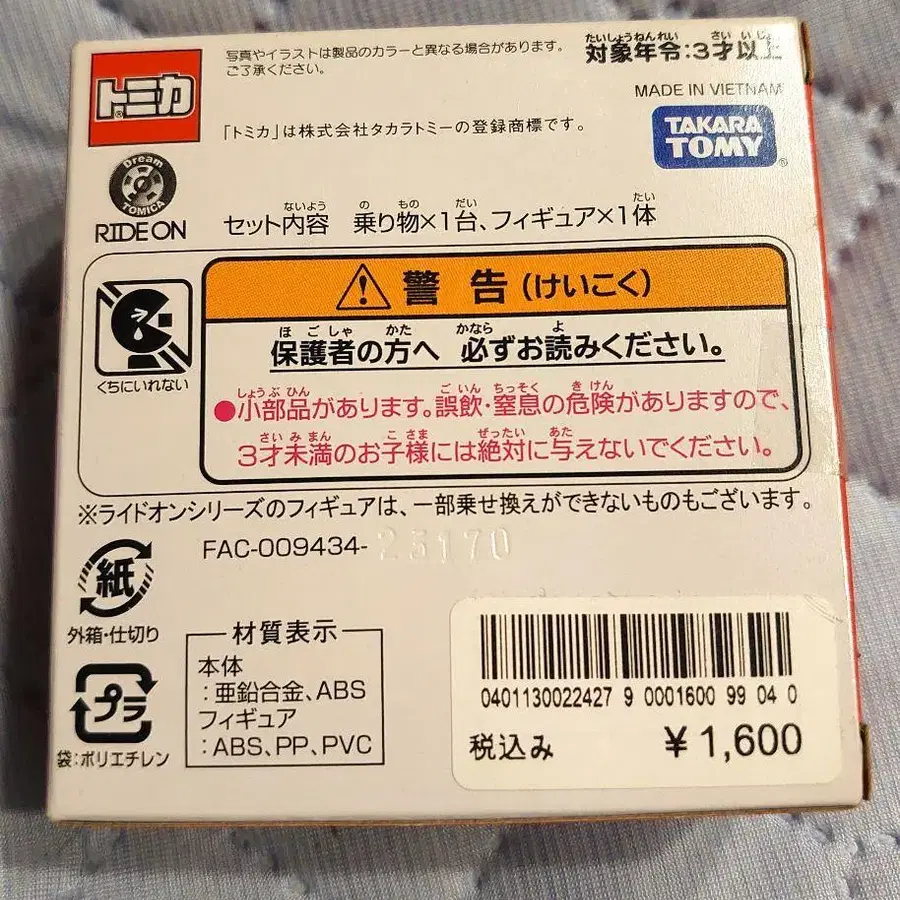 写真やイラストは製品のカラーと異なる場合があります。
ご了承ください。
たいしょうねんれい さい いじょう
対象年令:3才以上
MADE IN VIETNAM
トミカ®
「トミカ」は株式会社タカラトミーの登録商標です。
TAKARA
TOMY®
Dream
TOMICA
RIDE ON
ないよう の もの だい たい
セット内容 乗り物×1台、フィギュア×1体
警告(けいこく)
くちにいれない
ほごしゃ かた かなら よ
保護者の方へ 必ずお読みください。
しょうぶひん ごいん ちっそく きけん
●小部品があります。誤飲・窒息の危険がありますので、
さいみまん こさま ぜったい あた
3才未満のお子様には絶対に与えないでください。
※ライドオンシリーズのフィギュアは、一部乗せ換えができないものもございます。
FAC-009434-23170
紙
外箱・仕切り
プラ
袋:ポリエチレン
材質表示
本体
:亜鉛合金、ABS
フィギュア
:ABS、PP、PVC
0401130022427 9 0001600 99 04 0
税込み ¥1,600